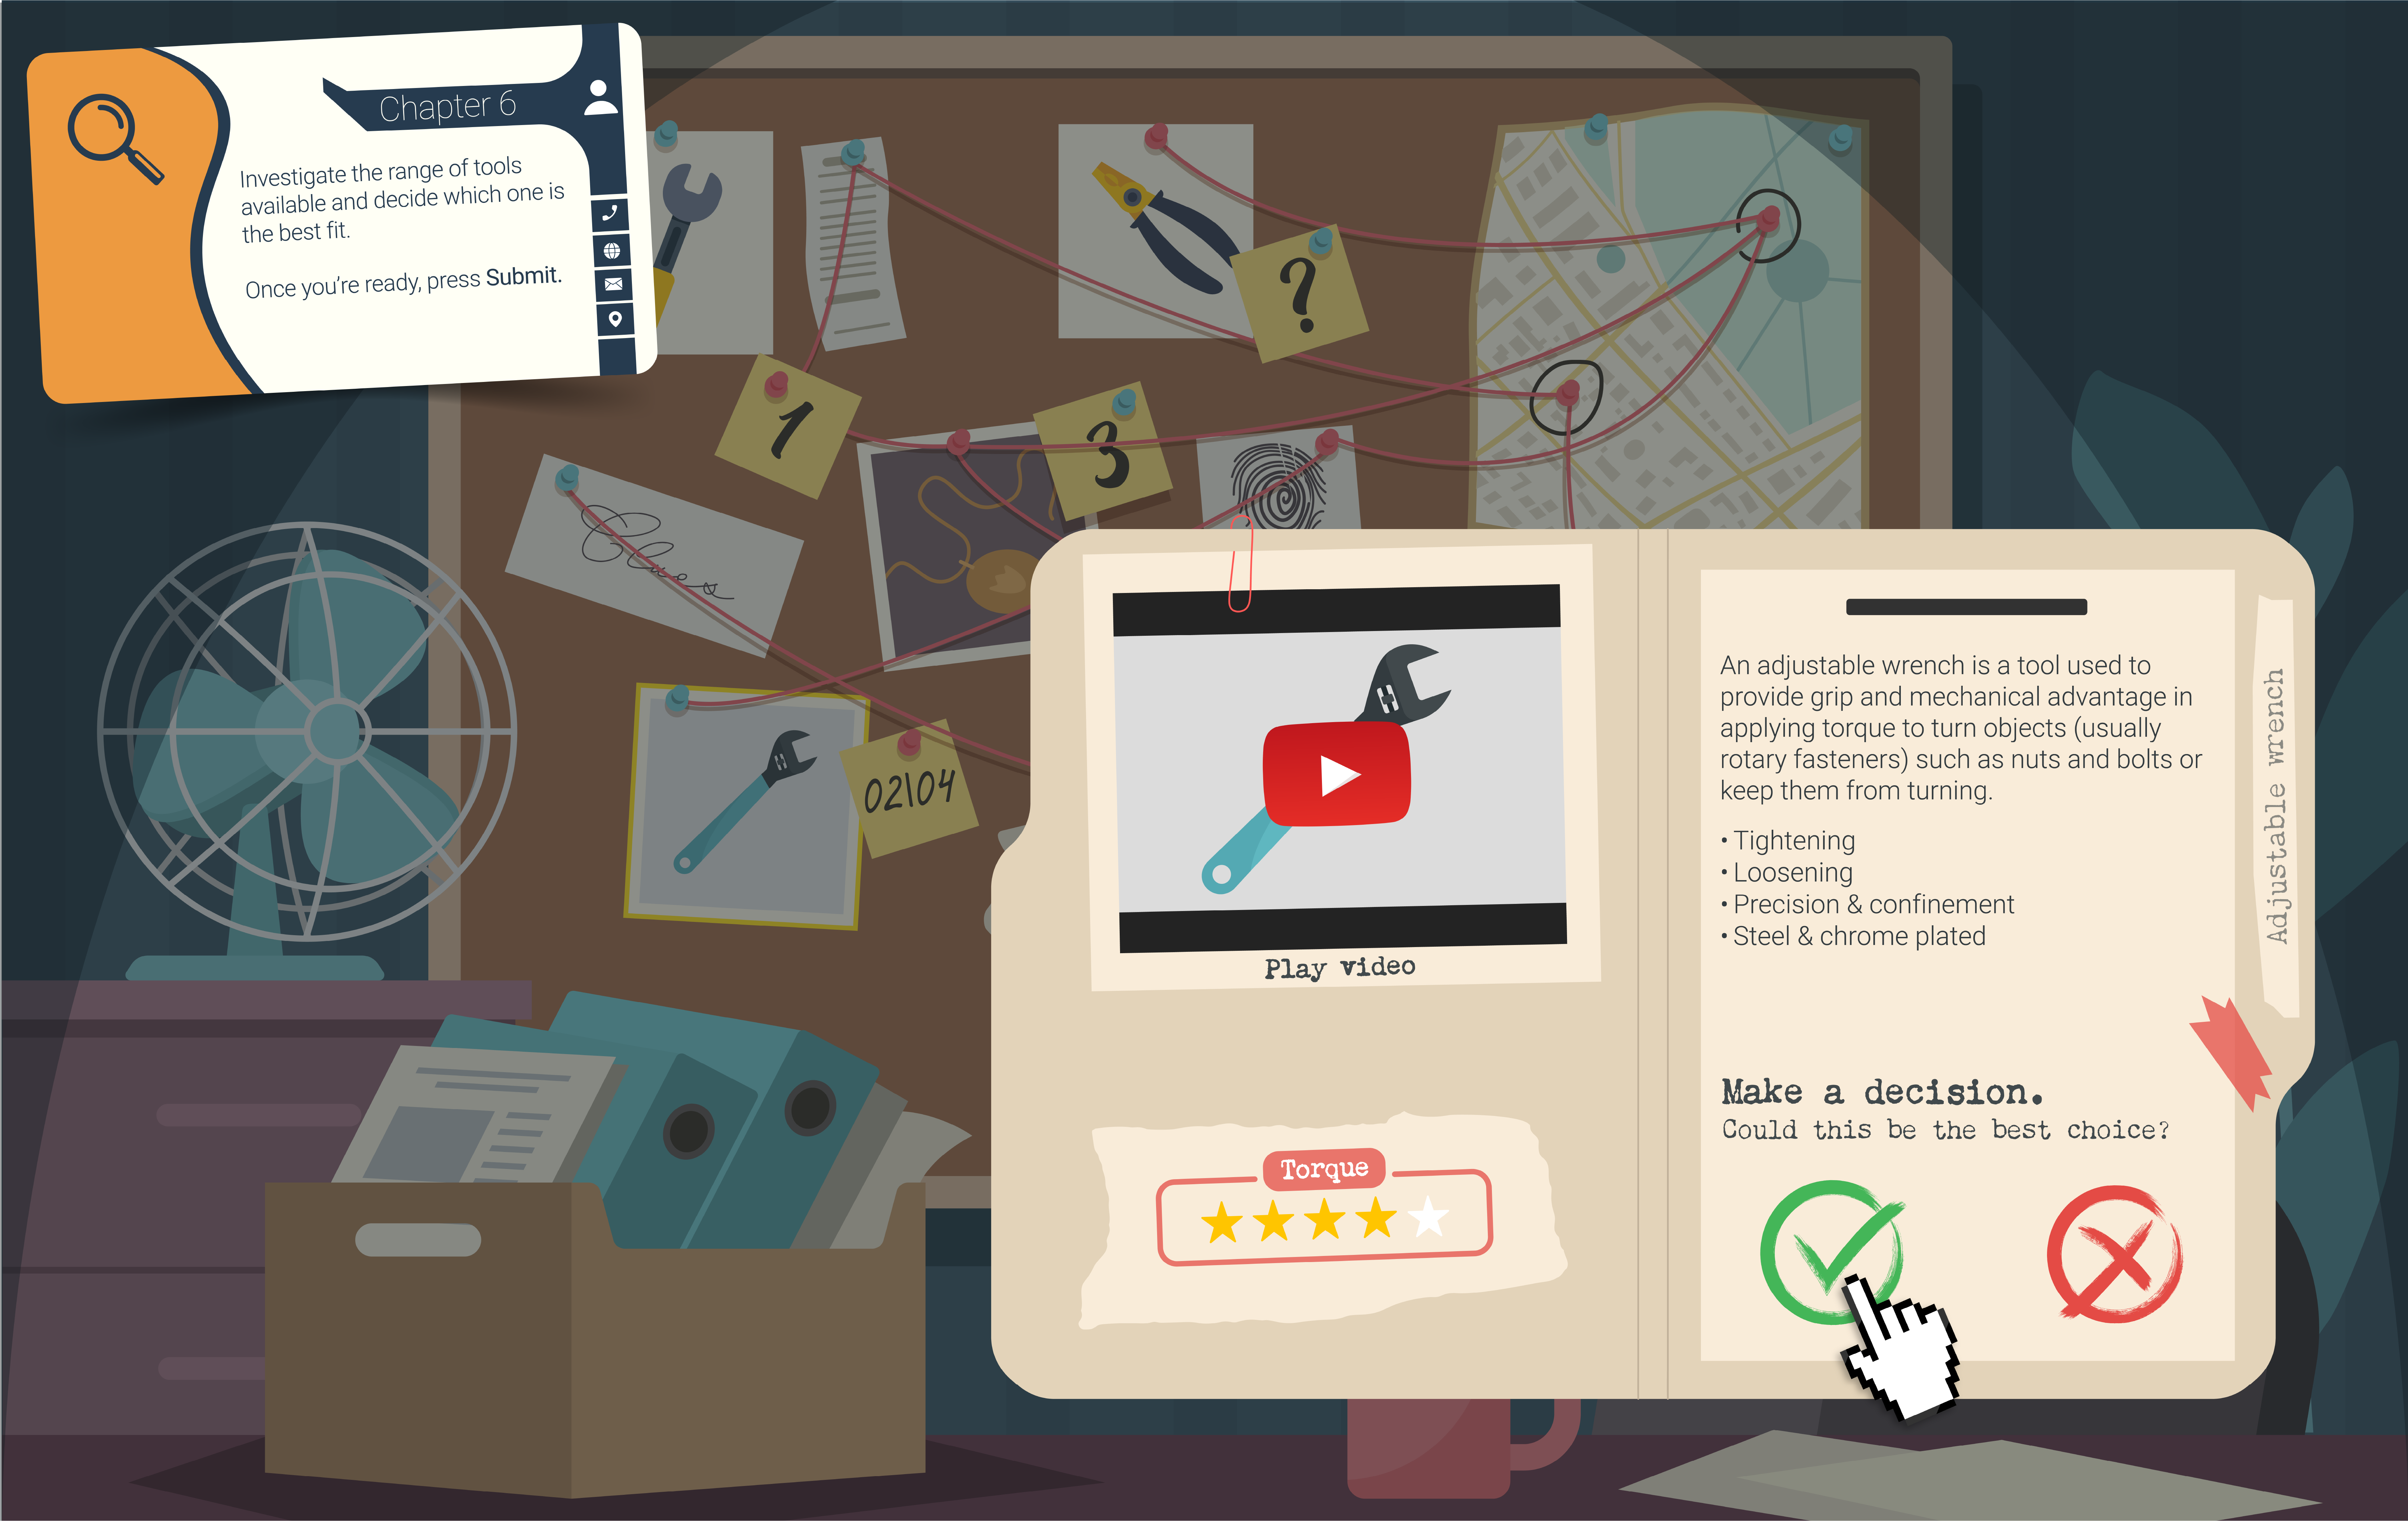 Chapter 6
Investigate the range of tools
available and decide which one is
the best fit.
Once you're ready, press Submit.
?
1
3
02\04
Play video
Torque
An adjustable wrench is a tool used to
provide grip and mechanical advantage in
applying torque to turn objects (usually
rotary fasteners) such as nuts and bolts or
keep them from turning.
• Tightening
• Loosening
• Precision & confinement
• Steel & chrome plated
Adjustable wrench
Make a decision.
Could this be the best choice?